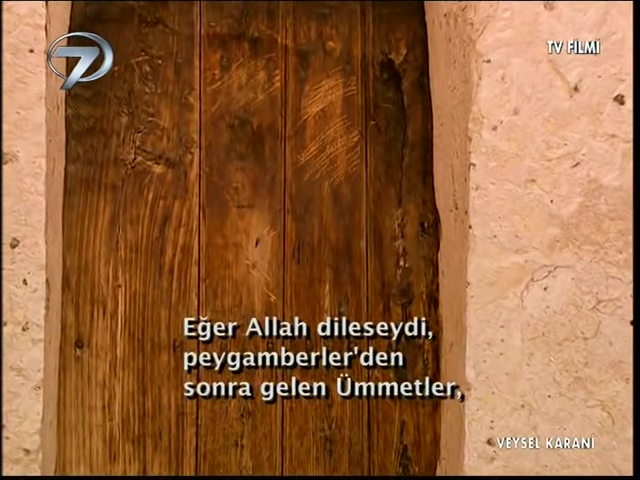 7
TV FİLMİ
Eğer Allah dileseydi,
peygamberler'den
sonra gelen Ümmetler,
VEYSEL KARANİ